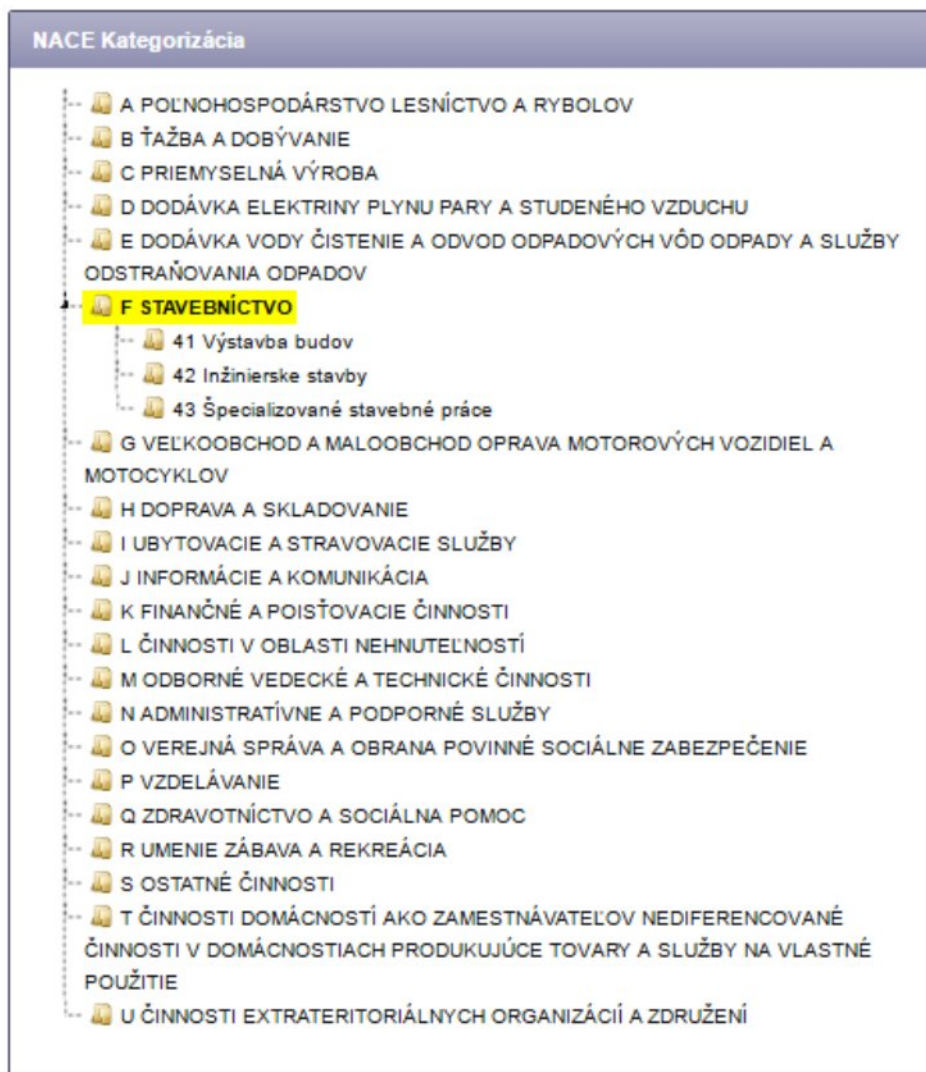 NACE Kategorizácia
A POĽNOHOSPODÁRSTVO LESNÍCTVO A RYBOLOV
B ŤAŽBA A DOBÝVANIE
C PRIEMYSELNÁ VÝROBA
D DODÁVKA ELEKTRINY PLYNU PARY A STUDENÉHO VZDUCHU
E DODÁVKA VODY ČISTENIE A ODVOD ODPADOVÝCH VÔD ODPADY A SLUŽBY
ODSTRAŇOVANIA ODPADOV
F STAVEBNÍCTVO
41 Výstavba budov
42 Inžinierske stavby
43 Špecializované stavebné práce
G VEĽKOOBCHOD A MALOOBCHOD OPRAVA MOTOROVÝCH VOZIDIEL A
MOTOCYKLOV
H DOPRAVA A SKLADOVANIE
I UBYTOVACIE A STRAVOVACIE SLUŽBY
J INFORMÁCIE A KOMUNIKÁCIA
K FINANČNÉ A POISŤOVACIE ČINNOSTI
L ČINNOSTI V OBLASTI NEHNUTEĽNOSTÍ
M ODBORNÉ VEDECKÉ A TECHNICKÉ ČINNOSTI
N ADMINISTRATÍVNE A PODPORNÉ SLUŽBY
O VEREJNÁ SPRÁVA A OBRANA POVINNÉ SOCIÁLNE ZABEZPEČENIE
P VZDELÁVANIE
Q ZDRAVOTNÍCTVO A SOCIÁLNA POMOC
R UMENIE ZÁBAVA A REKREÁCIA
S OSTATNÉ ČINNOSTI
T ČINNOSTI DOMÁCNOSTÍ AKO ZAMESTNÁVATEĽOV NEDIFERENCOVANÉ
ČINNOSTI V DOMÁCNOSTIACH PRODUKUJÚCE TOVARY A SLUŽBY NA VLASTNÉ
POUŽITIE
U ČINNOSTI EXTRATERITORIÁLNYCH ORGANIZÁCIÍ A ZDRUŽENÍ